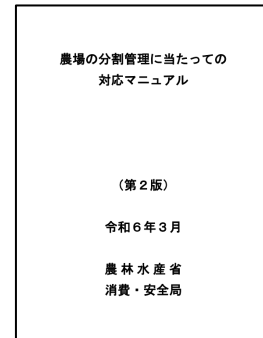 農場の分割管理に当たっての
対応マニュアル
（第２版）
令和６年３月
農林水産省
消費・安全局